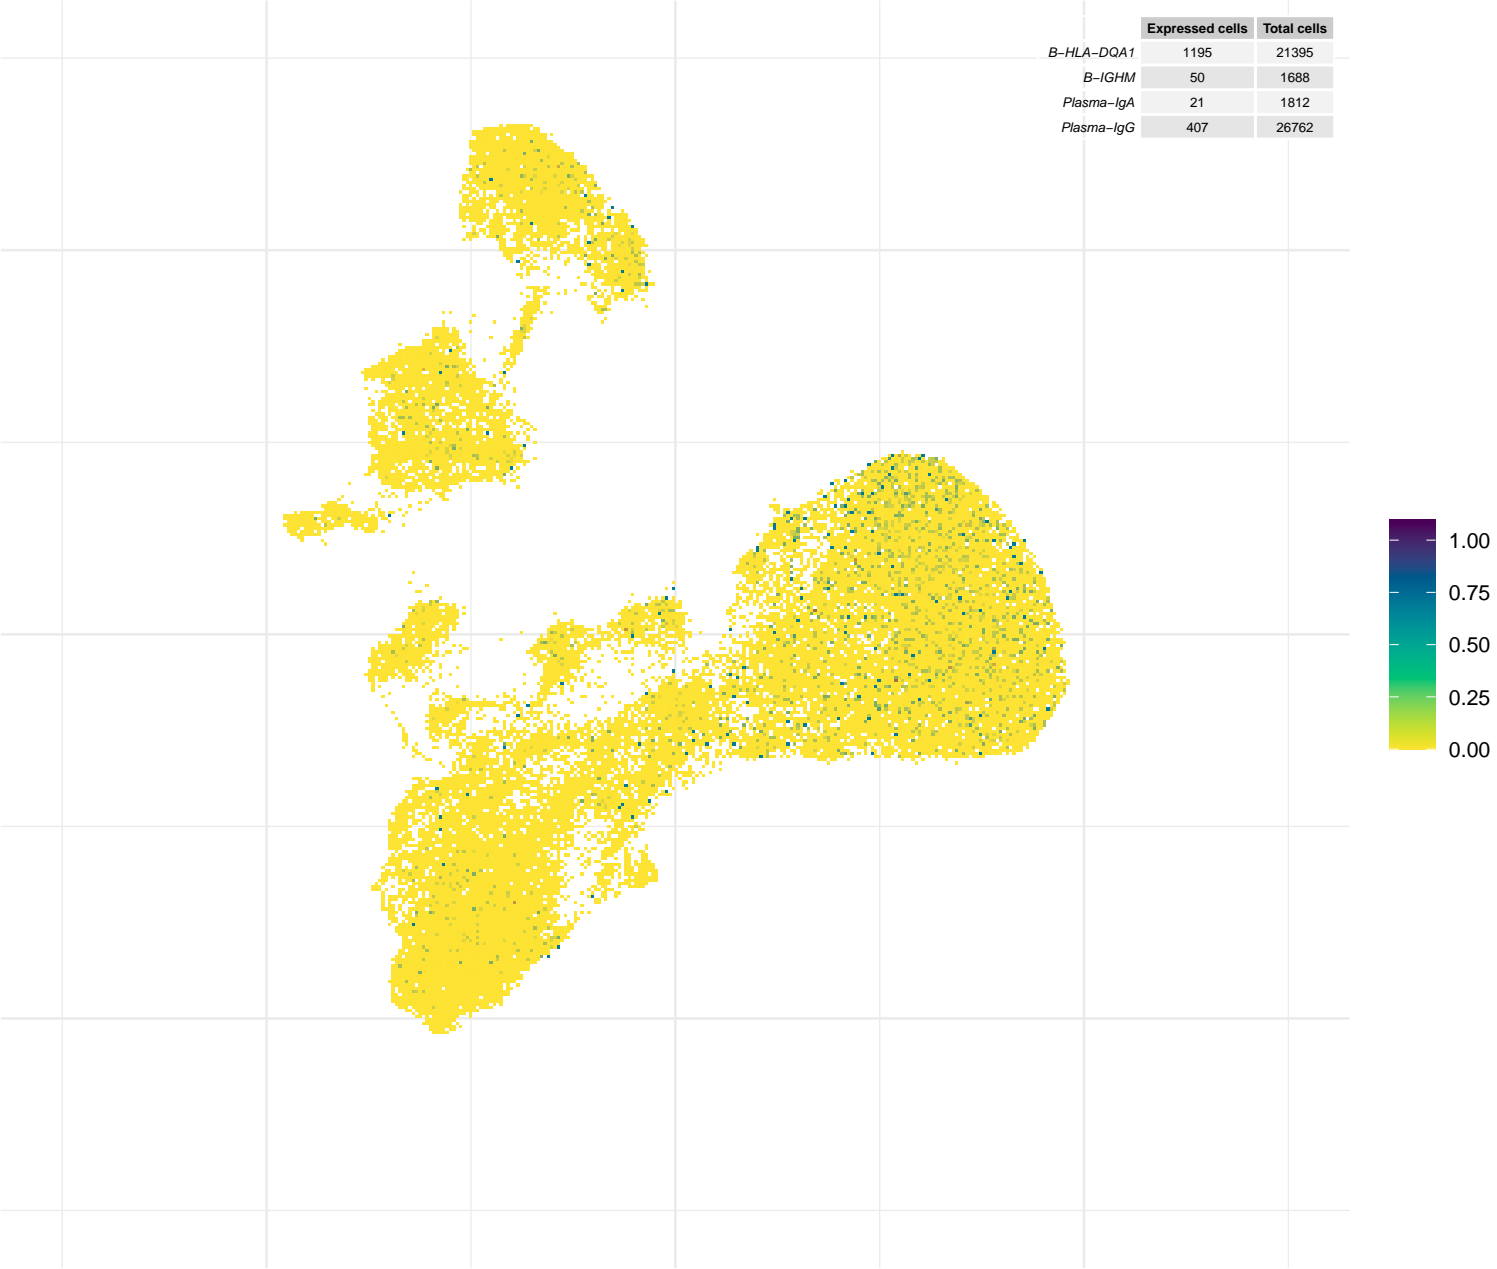 Expressed cells Total cells
B−HLA−DQA1 1195 21395
B−IGHM 50 1688
Plasma−IgA 21 1812
Plasma−IgG 407 26762
1.00
0.75
0.50
0.25
0.00